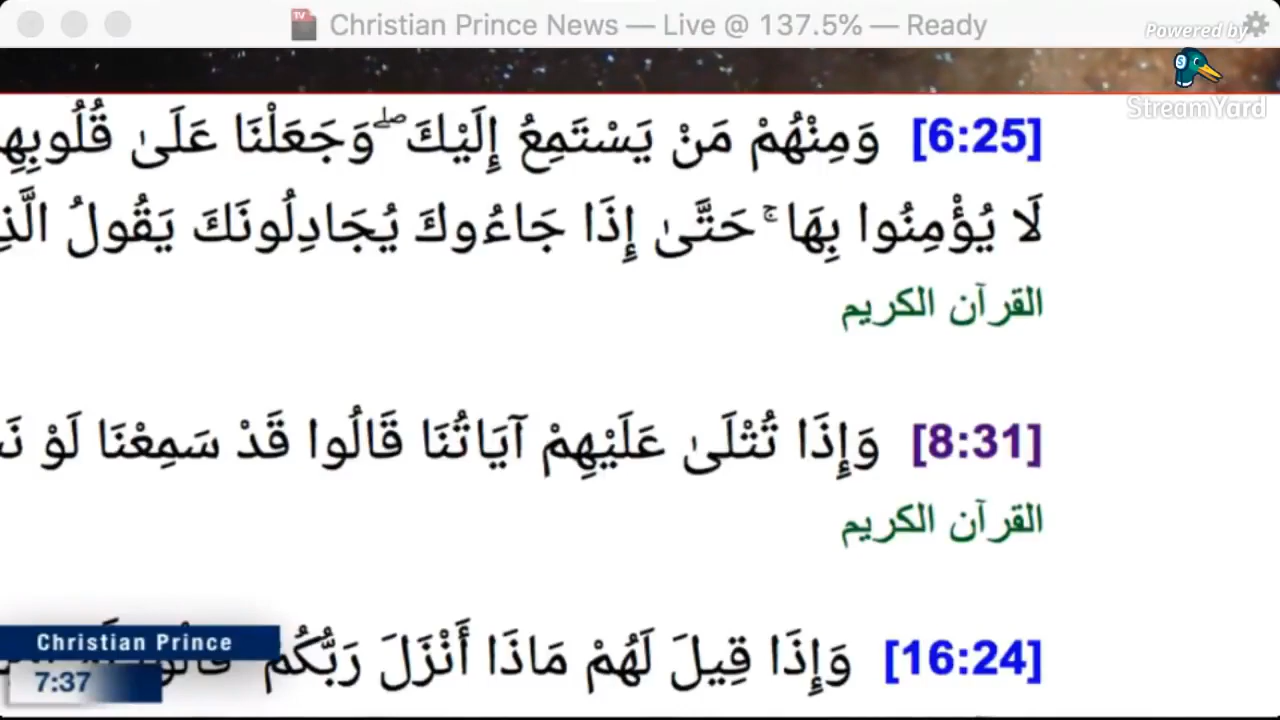 Christian Prince News — Live @ 137.5% — Ready
Powered by
StreamYard
[6:25] وَمِنْهُمْ مَنْ يَسْتَمِعُ إِلَيْكَ ۖ وَجَعَلْنَا عَلَىٰ
لَا يُؤْمِنُوا بِهَا ۚ حَتَّىٰ إِذَا جَاءُوكَ يُجَادِلُونَكَ يَقُولُ
القرآن الكريم
[8:31] وَإِذَا تُتْلَىٰ عَلَيْهِمْ آيَاتُنَا قَالُوا قَدْ سَمِعْنَا لَوْ
القرآن الكريم
[16:24] وَإِذَا قِيلَ لَهُمْ مَاذَا أَنْزَلَ رَبُّكُمْ
Christian Prince
7:37